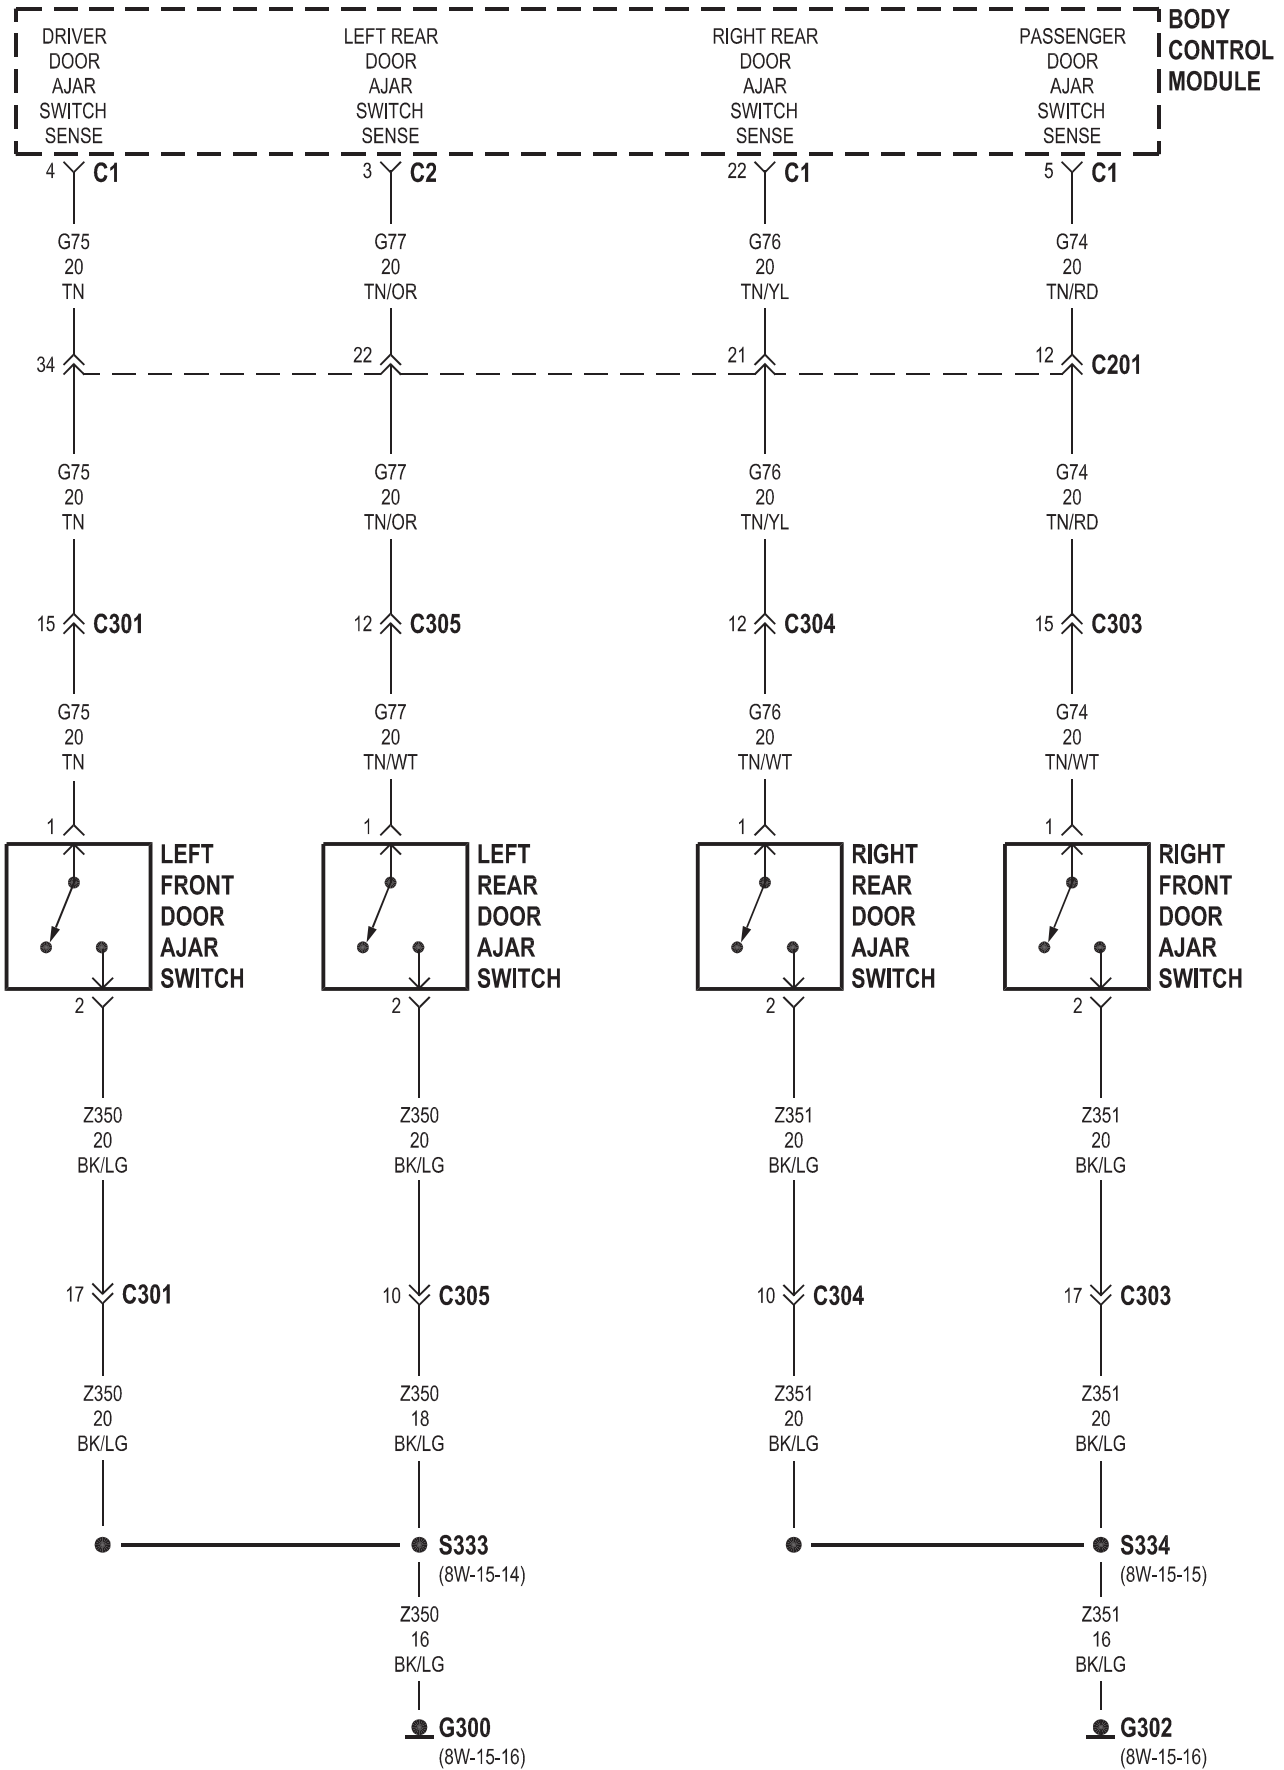 BODY
CONTROL
MODULE
DRIVER
DOOR
AJAR
SWITCH
SENSE
LEFT REAR
DOOR
AJAR
SWITCH
SENSE
RIGHT REAR
DOOR
AJAR
SWITCH
SENSE
PASSENGER
DOOR
AJAR
SWITCH
SENSE
4 C1
3 C2
22 C1
5 C1
G75
20
TN
G77
20
TN/OR
G76
20
TN/YL
G74
20
TN/RD
34
22
21
12 C201
G75
20
TN
G77
20
TN/OR
G76
20
TN/YL
G74
20
TN/RD
15 C301
12 C305
12 C304
15 C303
G75
20
TN
G77
20
TN/WT
G76
20
TN/WT
G74
20
TN/WT
1
1
1
1
LEFT
FRONT
DOOR
AJAR
SWITCH
LEFT
REAR
DOOR
AJAR
SWITCH
RIGHT
REAR
DOOR
AJAR
SWITCH
RIGHT
FRONT
DOOR
AJAR
SWITCH
2
2
2
2
Z350
20
BK/LG
Z350
20
BK/LG
Z351
20
BK/LG
Z351
20
BK/LG
17 C301
10 C305
10 C304
17 C303
Z350
20
BK/LG
Z350
18
BK/LG
Z351
20
BK/LG
Z351
20
BK/LG
S333
(8W-15-14)
S334
(8W-15-15)
Z350
16
BK/LG
Z351
16
BK/LG
G300
(8W-15-16)
G302
(8W-15-16)